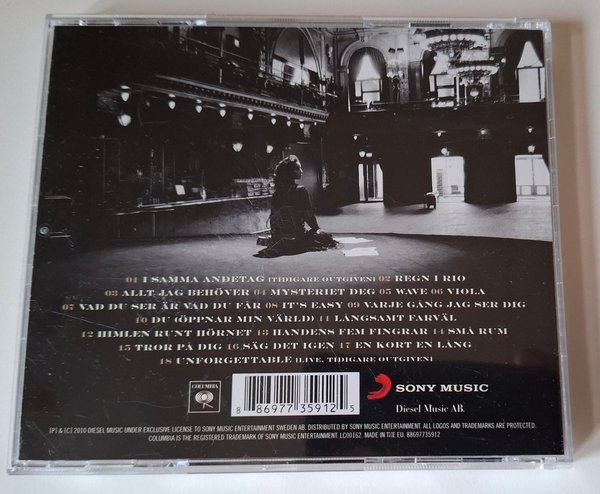 01 I SAMMA ANDETAG [TIDIGARE OUTGIVEN] 02 REGN I RIO
03 ALLT JAG BEHÖVER 04 MYSTERIET DEG 05 WAVE 06 VIOLA
07 VAD DU SER ÄR VAD DU FÅR 08 IT'S EASY 09 VARJE GÅNG JAG SER DIG
10 DU (ÖPPNAR MIN VÄRLD) 11 LÅNGSAMT FARVÄL
12 HIMLEN RUNT HÖRNET 13 HANDENS FEM FINGRAR 14 SMÅ RUM
15 TROR PÅ DIG 16 SÄG DET IGEN 17 EN KORT EN LÅNG
18 UNFORGETTABLE [LIVE, TIDIGARE OUTGIVEN]
COLUMBIA
8 86977 35912 5
SONY MUSIC
Diesel Music AB.
[P] & [C] 2010 DIESEL MUSIC UNDER EXCLUSIVE LICENSE TO SONY MUSIC ENTERTAINMENT SWEDEN AB. DISTRIBUTED BY SONY MUSIC ENTERTAINMENT. ALL LOGOS AND TRADEMARKS ARE PROTECTED.
COLUMBIA IS THE REGISTERED TRADEMARK OF SONY MUSIC ENTERTAINMENT. LC00162. MADE IN THE EU. 88697735912